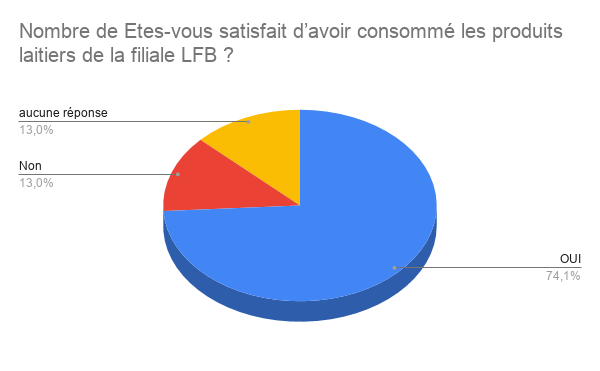 Nombre de Etes-vous satisfait d’avoir consommé les produits
laitiers de la filiale LFB ?
aucune réponse
13,0%
Non
13,0%
OUI
74,1%